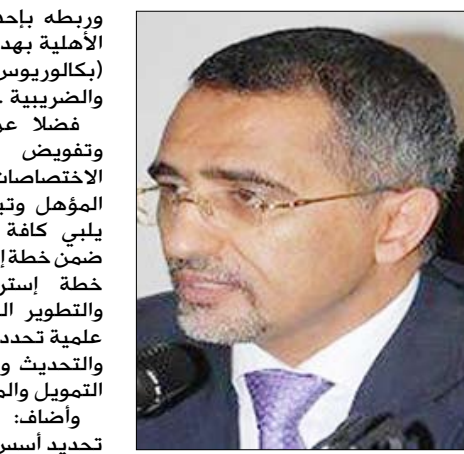 وربطه بإحد
الأهلية بهد
(بكالوريوس
والضريبية .
فضلا عن
وتفويض
الاختصاصات
المؤهل وتب
يلبي كافة
ضمن خطة إ
خطة إستر
والتطوير ال
علمية تحدد
والتحديث و
التمويل والم
وأضاف:
تحديد أسس